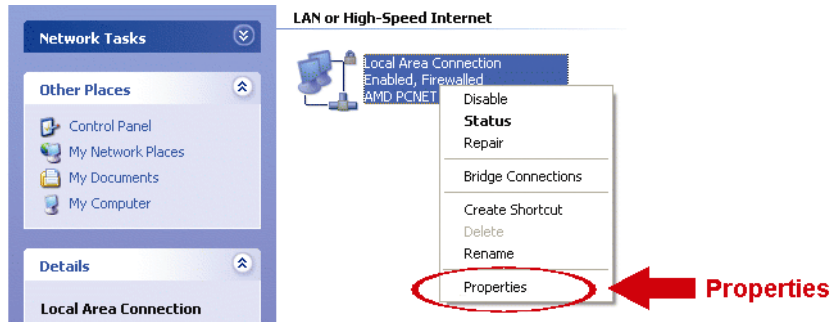 Network Tasks
Other Places
Control Panel
My Network Places
My Documents
My Computer
Details
Local Area Connection
LAN or High-Speed Internet
Local Area Connection
Enabled, Firewalled
AMD PCNET
Disable
Status
Repair
Bridge Connections
Create Shortcut
Delete
Rename
Properties
Properties